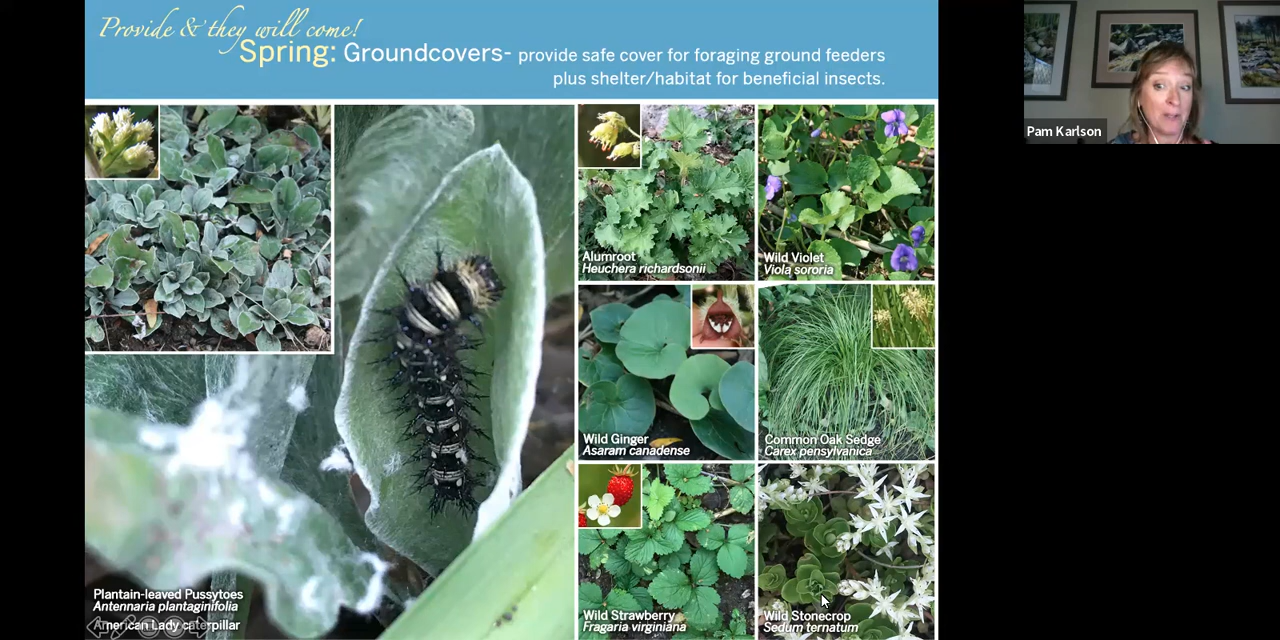 Provide & they will come!
Spring: Groundcovers- provide safe cover for foraging ground feeders
plus shelter/habitat for beneficial insects.
Pam Karlson
Alumroot
Heuchera richardsonii
Wild Violet
Viola sororia
Wild Ginger
Asaram canadense
Common Oak Sedge
Carex pensylvanica
Plantain-leaved Pussytoes
Antennaria plantaginifolia
American Lady caterpillar
Wild Strawberry
Fragaria virginiana
Wild Stonecrop
Sedum ternatum